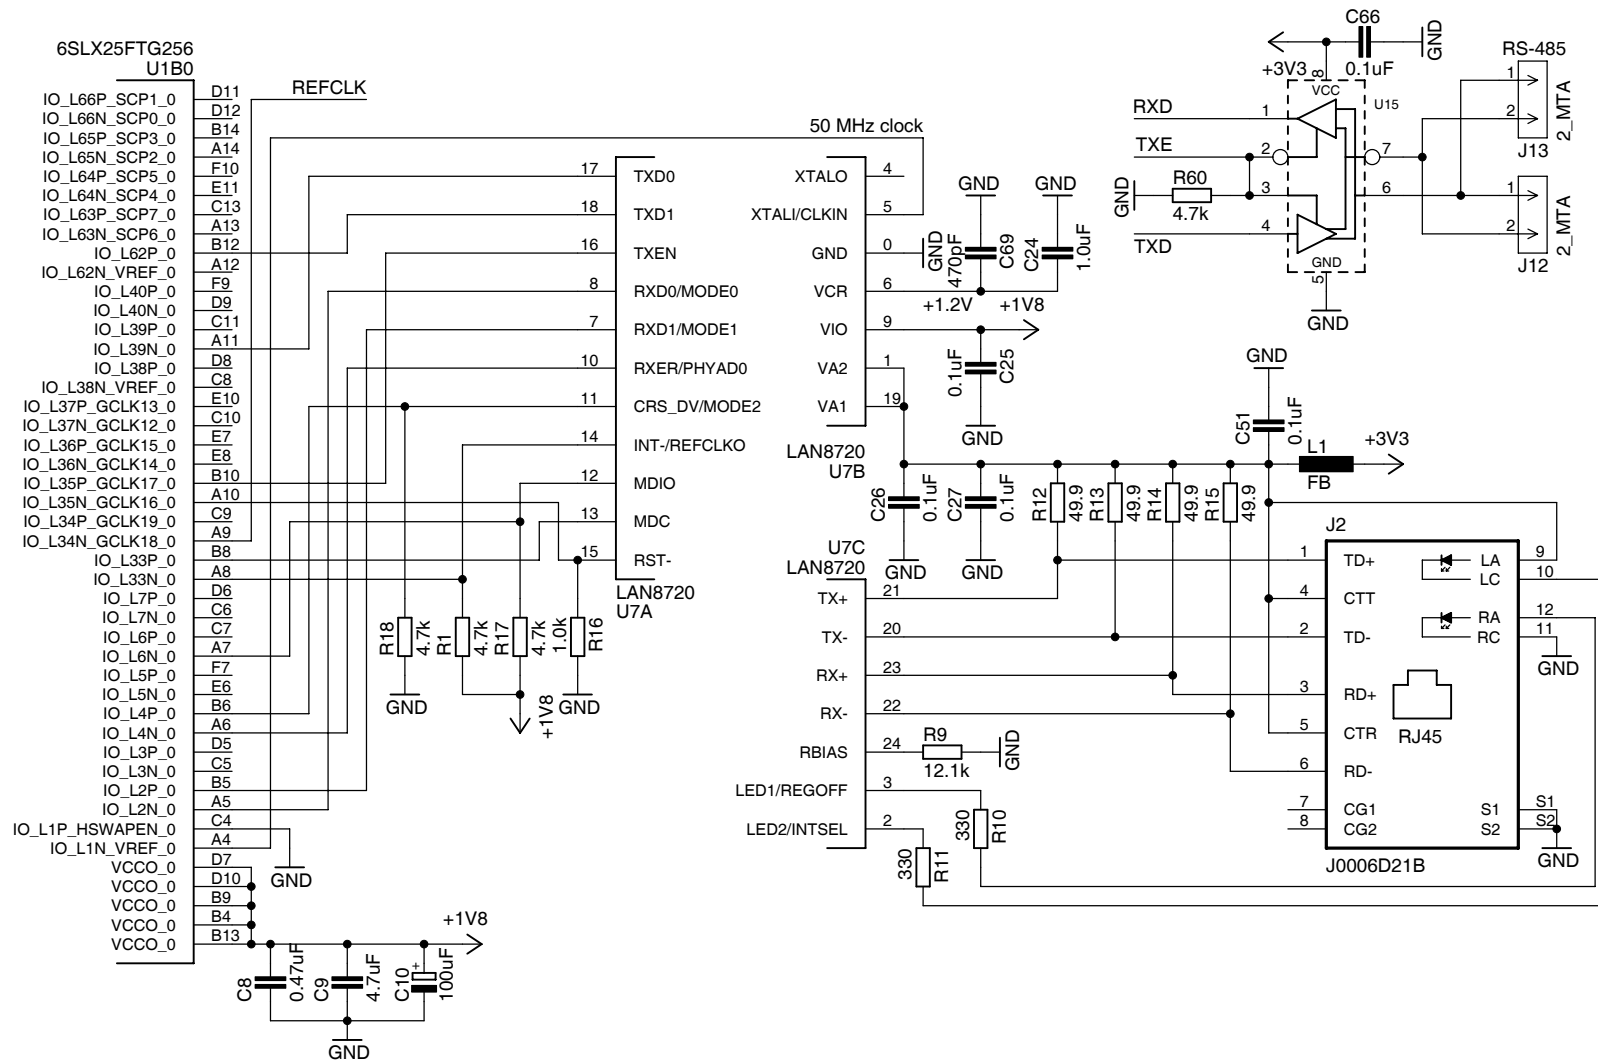 6SLX25FTG256
U1B0
IO_L66P_SCP1_0 D11
IO_L66N_SCP0_0 D12
IO_L65P_SCP3_0 B14
IO_L65N_SCP2_0 A14
IO_L64P_SCP5_0 F10
IO_L64N_SCP4_0 E11
IO_L63P_SCP7_0 C13
IO_L63N_SCP6_0 A13
IO_L62P_0 B12
IO_L62N_VREF_0 A12
IO_L40P_0 F9
IO_L40N_0 D9
IO_L39P_0 C11
IO_L39N_0 A11
IO_L38P_0 D8
IO_L38N_VREF_0 C8
IO_L37P_GCLK13_0 E10
IO_L37N_GCLK12_0 C10
IO_L36P_GCLK15_0 E7
IO_L36N_GCLK14_0 E8
IO_L35P_GCLK17_0 B10
IO_L35N_GCLK16_0 A10
IO_L34P_GCLK19_0 C9
IO_L34N_GCLK18_0 A9
IO_L33P_0 B8
IO_L33N_0 A8
IO_L7P_0 D6
IO_L7N_0 C6
IO_L6P_0 C7
IO_L6N_0 A7
IO_L5P_0 F7
IO_L5N_0 E6
IO_L4P_0 B6
IO_L4N_0 A6
IO_L3P_0 D5
IO_L3N_0 C5
IO_L2P_0 B5
IO_L2N_0 A5
IO_L1P_HSWAPEN_0 C4
IO_L1N_VREF_0 A4
VCCO_0 D7
VCCO_0 D10
VCCO_0 B9
VCCO_0 B4
VCCO_0 B13
REFCLK
50 MHz clock
GND
+1V8
C8 0.47uF
C9 4.7uF
C10 + 100uF
GND
17 TXD0
18 TXD1
16 TXEN
8 RXD0/MODE0
7 RXD1/MODE1
10 RXER/PHYAD0
11 CRS_DV/MODE2
14 INT-/REFCLKO
12 MDIO
13 MDC
15 RST-
LAN8720
U7A
R18 4.7k
R1 4.7k
R17 4.7k
1.0k R16
GND
+1V8
GND
XTALO 4
XTALI/CLKIN 5
GND 0
VCR 6
VIO 9
VA2 1
VA1 19
LAN8720
U7B
GND
GND
GND
470pF C69
C24 1.0uF
+1.2V
+1V8
0.1uF C25
GND
C26 0.1uF
C27 0.1uF
GND
GND
R12 49.9
R13 49.9
R14 49.9
R15 49.9
GND
C51 0.1uF
L1
FB
+3V3
U7C
LAN8720
TX+ 21
TX- 20
RX+ 23
RX- 22
RBIAS 24
LED1/REGOFF 3
LED2/INTSEL 2
R9
12.1k
GND
330 R10
330 R11
J2
1 TD+
4 CTT
2 TD-
3 RD+
5 CTR
6 RD-
7 CG1
8 CG2
LA 9
LC 10
RA 12
RC 11
GND
RJ45
S1 S1
S2 S2
GND
J0006D21B
C66
0.1uF
GND
+3V3
8
VCC
U15
RXD 1
TXE 2
3
TXD 4
GND
R60
4.7k
7
6
GND
5
GND
RS-485
1
2
2_MTA
J13
1
2
2_MTA
J12